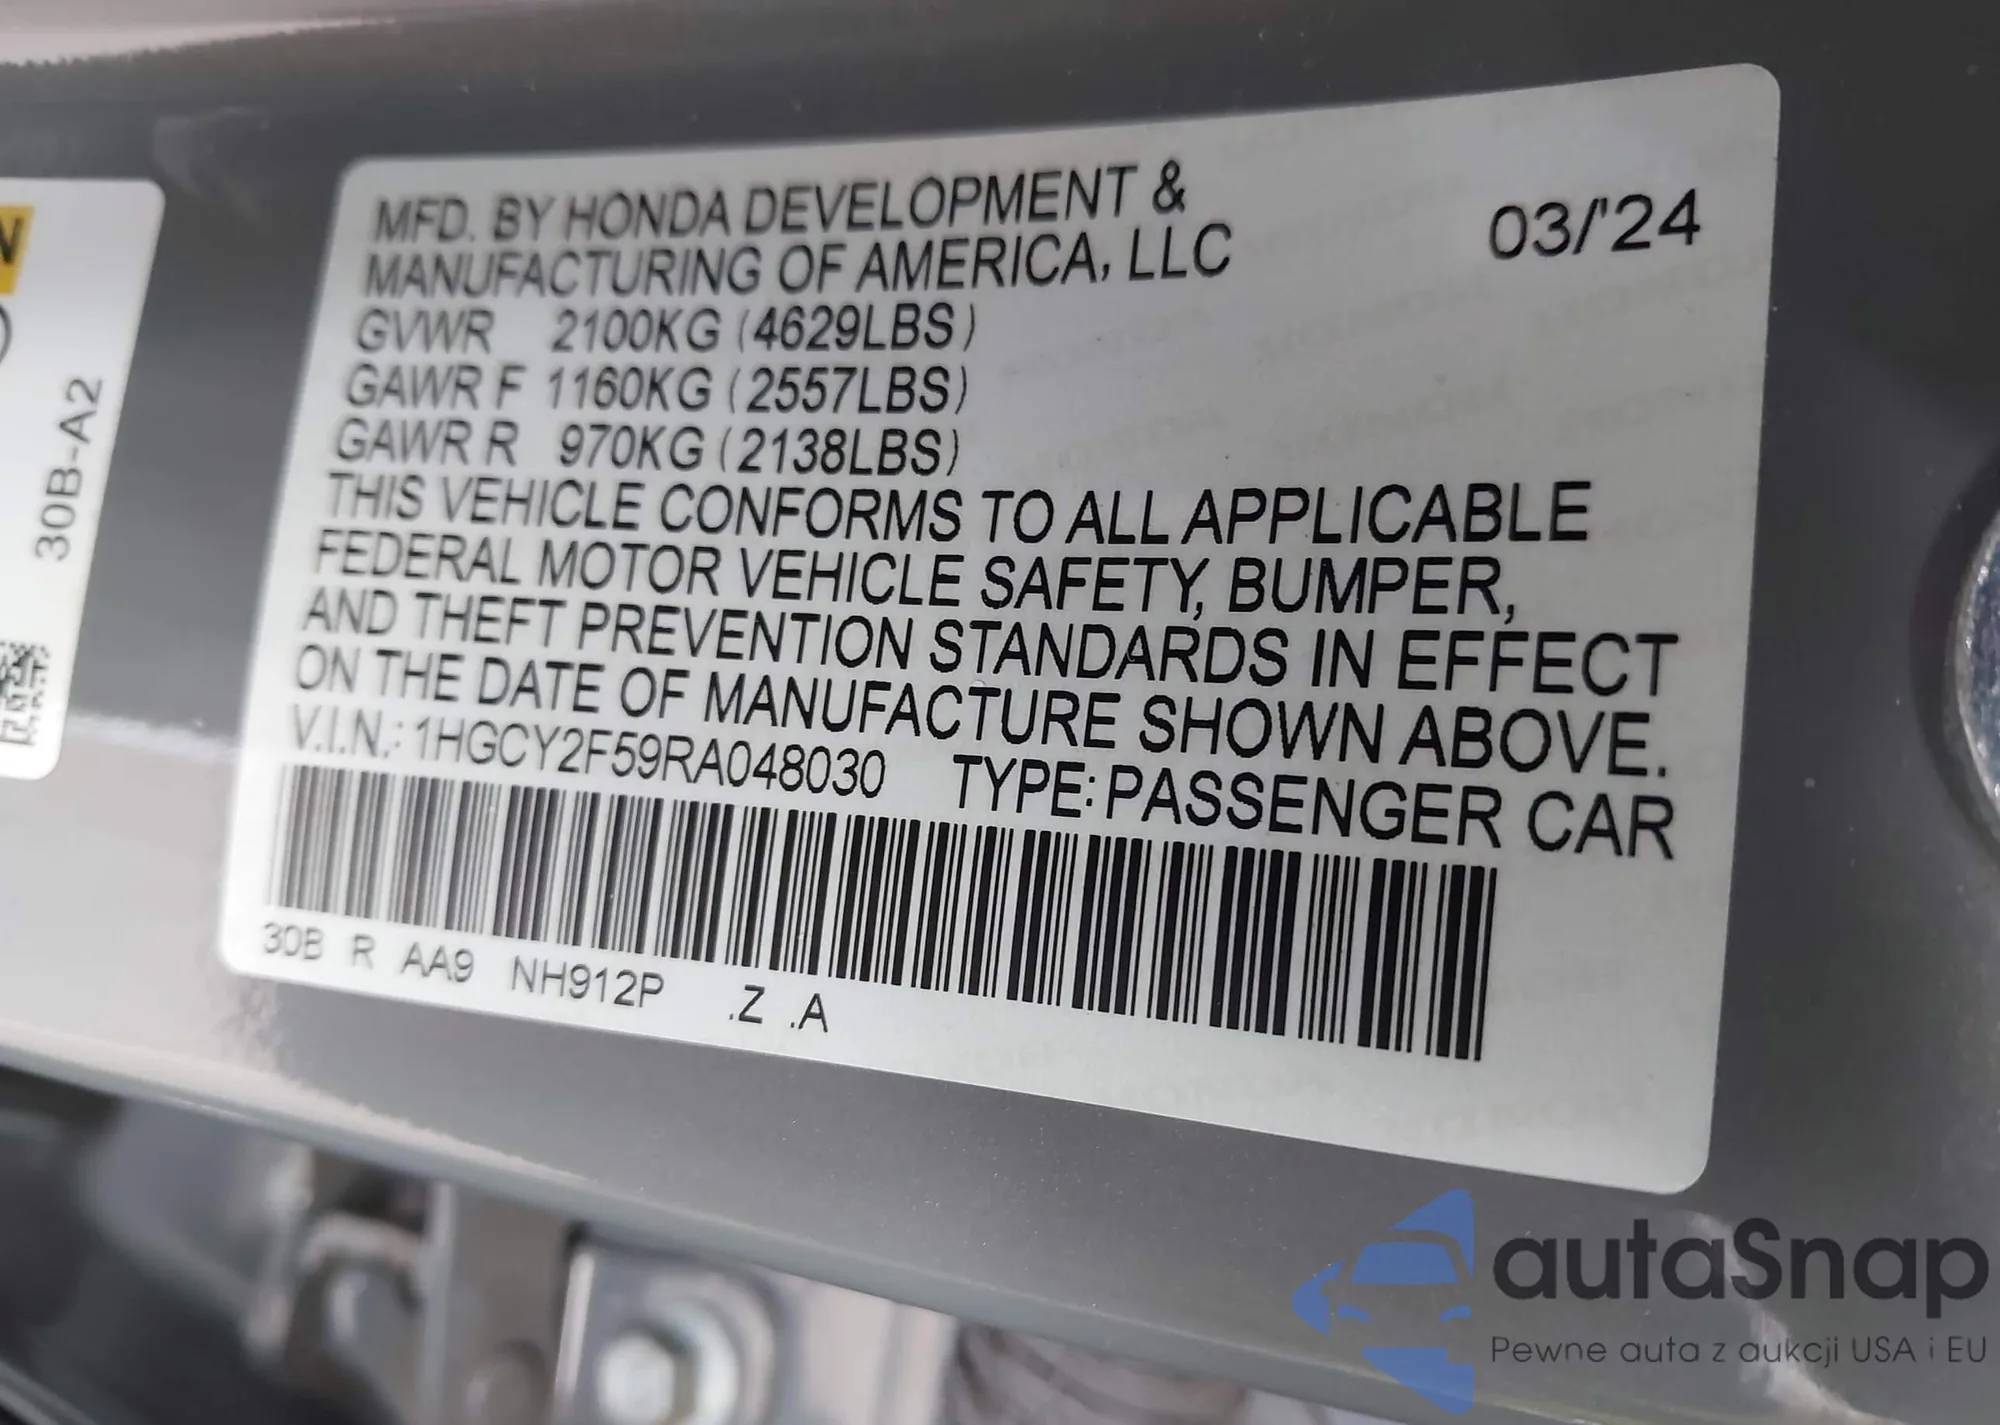 N
30B-A2
MFD. BY HONDA DEVELOPMENT &
MANUFACTURING OF AMERICA, LLC
03/'24
GVWR 2100KG (4629LBS)
GAWR F 1160KG (2557LBS)
GAWR R 970KG (2138LBS)
THIS VEHICLE CONFORMS TO ALL APPLICABLE
FEDERAL MOTOR VEHICLE SAFETY, BUMPER,
AND THEFT PREVENTION STANDARDS IN EFFECT
ON THE DATE OF MANUFACTURE SHOWN ABOVE.
V.I.N.: 1HGCY2F59RA048030 TYPE: PASSENGER CAR
30B R AA9 NH912P .Z .A
autaSnap
Pewne auta z aukcji USA i EU